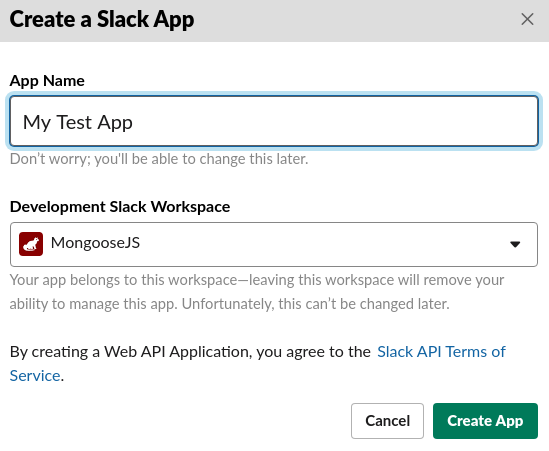 Create a Slack App
App Name
My Test App
Don't worry; you'll be able to change this later.
Development Slack Workspace
MongooseJS
Your app belongs to this workspace—leaving this workspace will remove your
ability to manage this app. Unfortunately, this can't be changed later.
By creating a Web API Application, you agree to the Slack API Terms of
Service.
Cancel Create App